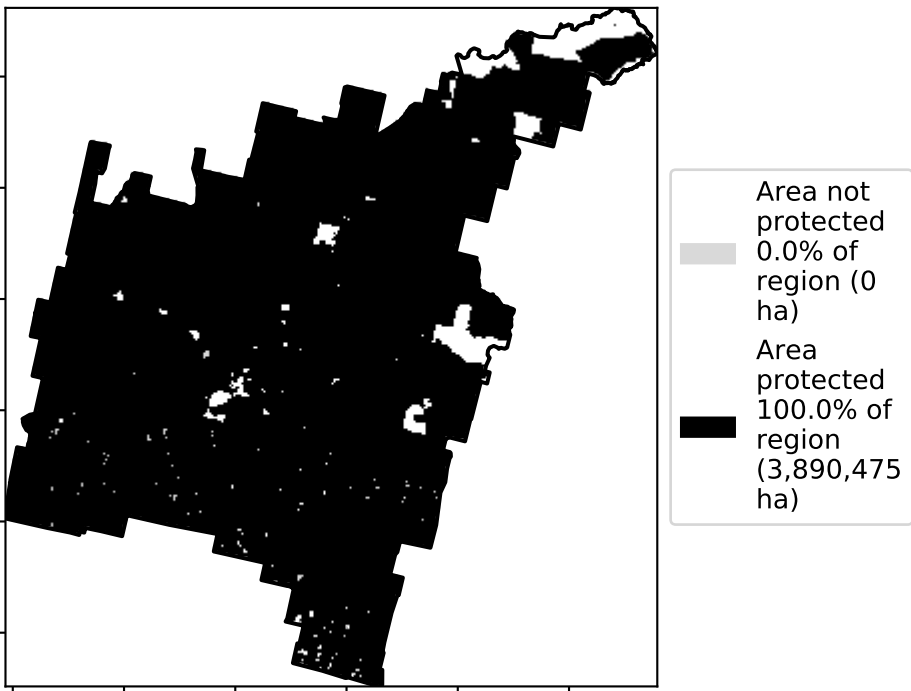 Area not
protected
0.0% of
region (0
ha)
Area
protected
100.0% of
region
(3,890,475
ha)